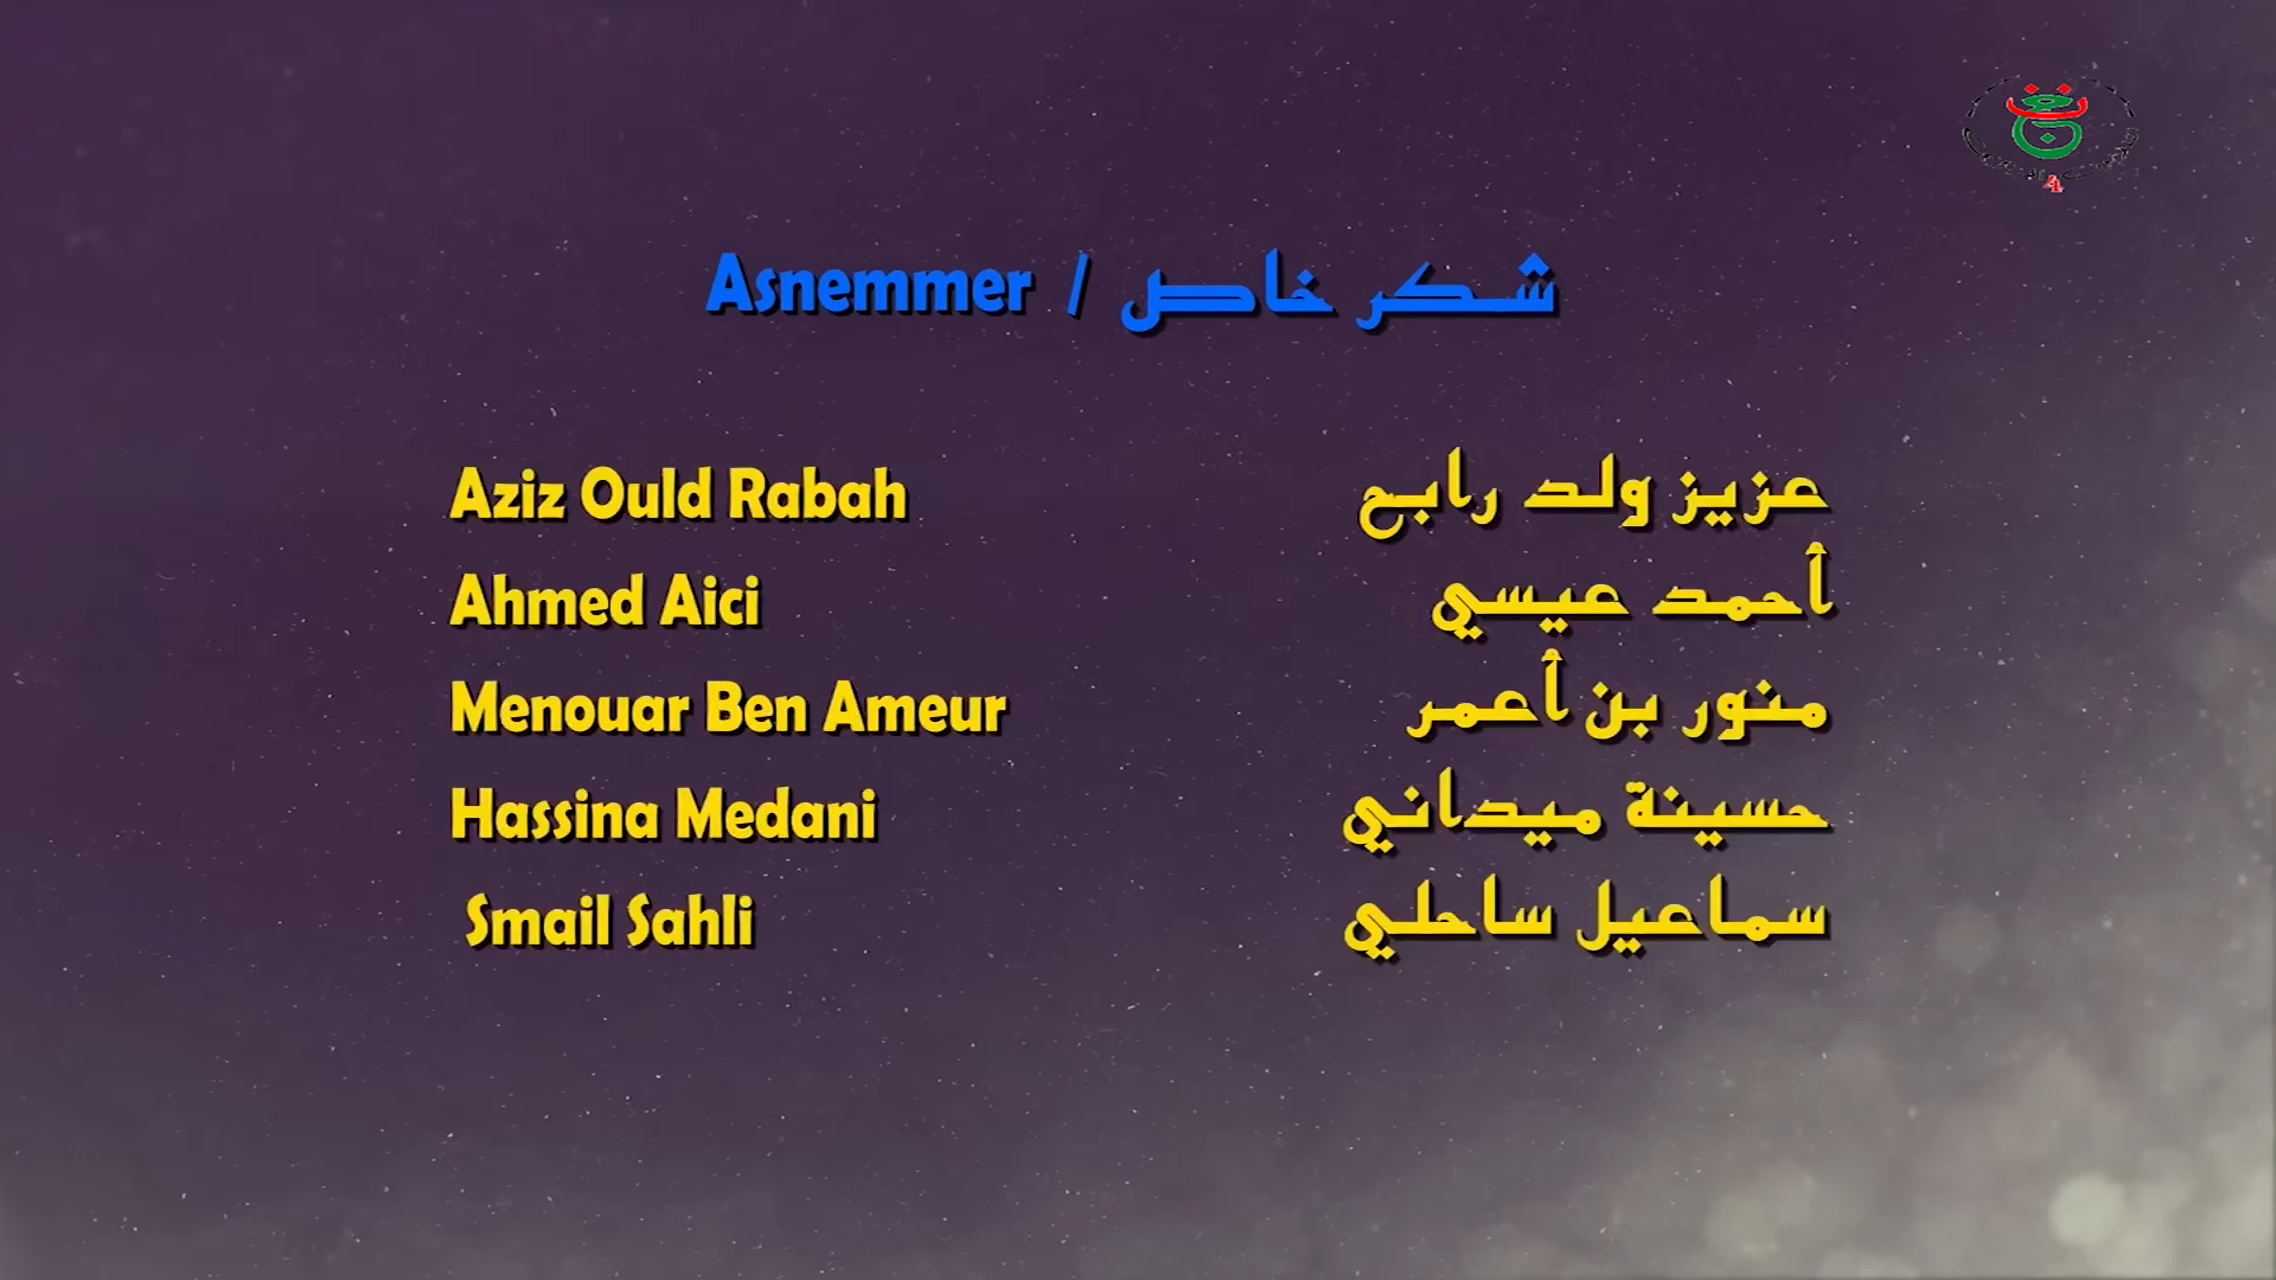 Asnemmer / شكر خاص
Aziz Ould Rabah عزيز ولد رابح
Ahmed Aici أحمد عيسي
Menouar Ben Ameur منور بن أعمر
Hassina Medani حسينة ميداني
Smail Sahli سماعيل ساحلي